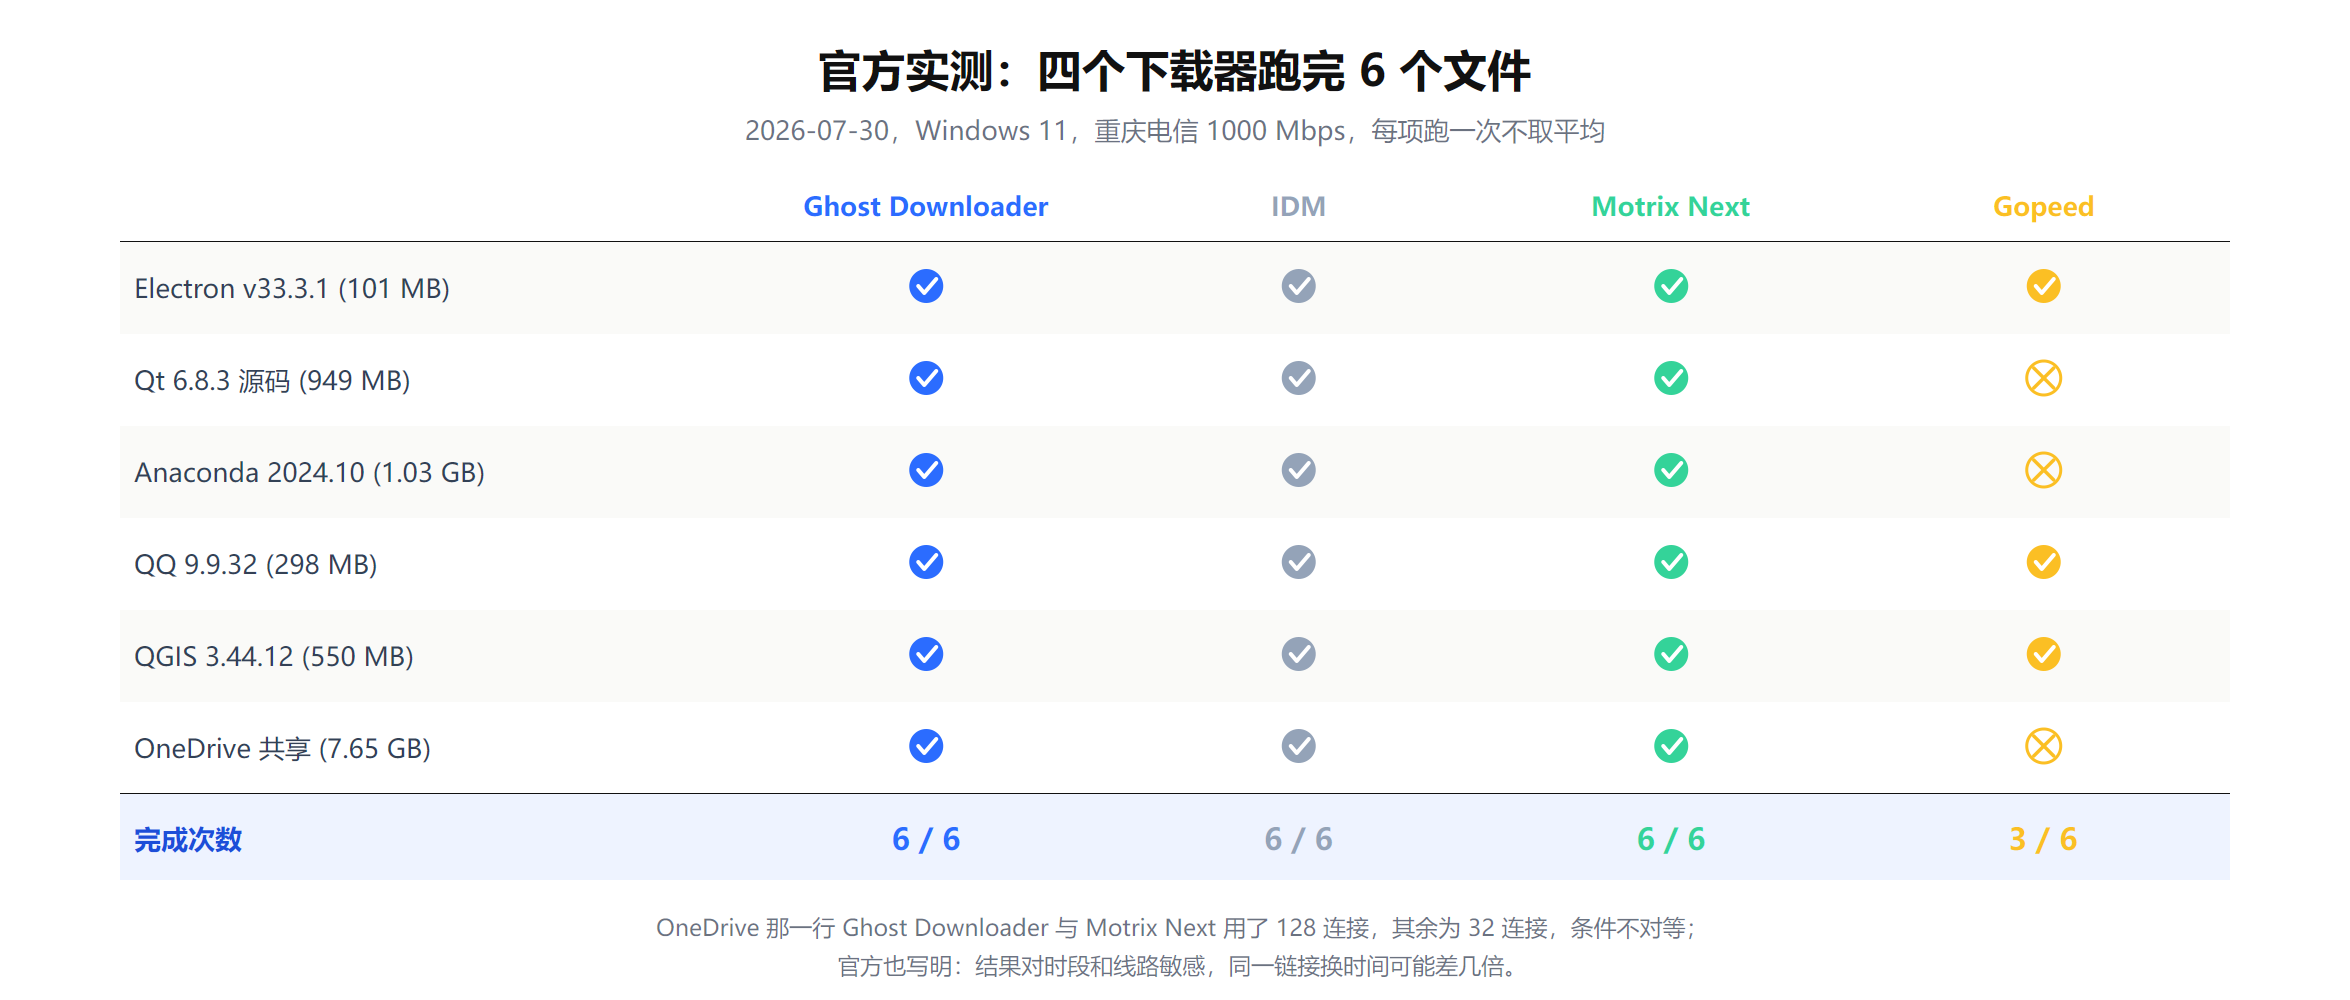 官方实测：四个下载器跑完 6 个文件
2026-07-30，Windows 11，重庆电信 1000 Mbps，每项跑一次不取平均
Ghost Downloader IDM Motrix Next Gopeed
Electron v33.3.1 (101 MB)
Qt 6.8.3 源码 (949 MB)
Anaconda 2024.10 (1.03 GB)
QQ 9.9.32 (298 MB)
QGIS 3.44.12 (550 MB)
OneDrive 共享 (7.65 GB)
完成次数 6 / 6 6 / 6 6 / 6 3 / 6
OneDrive 那一行 Ghost Downloader 与 Motrix Next 用了 128 连接，其余为 32 连接，条件不对等；
官方也写明：结果对时段和线路敏感，同一链接换时间可能差几倍。